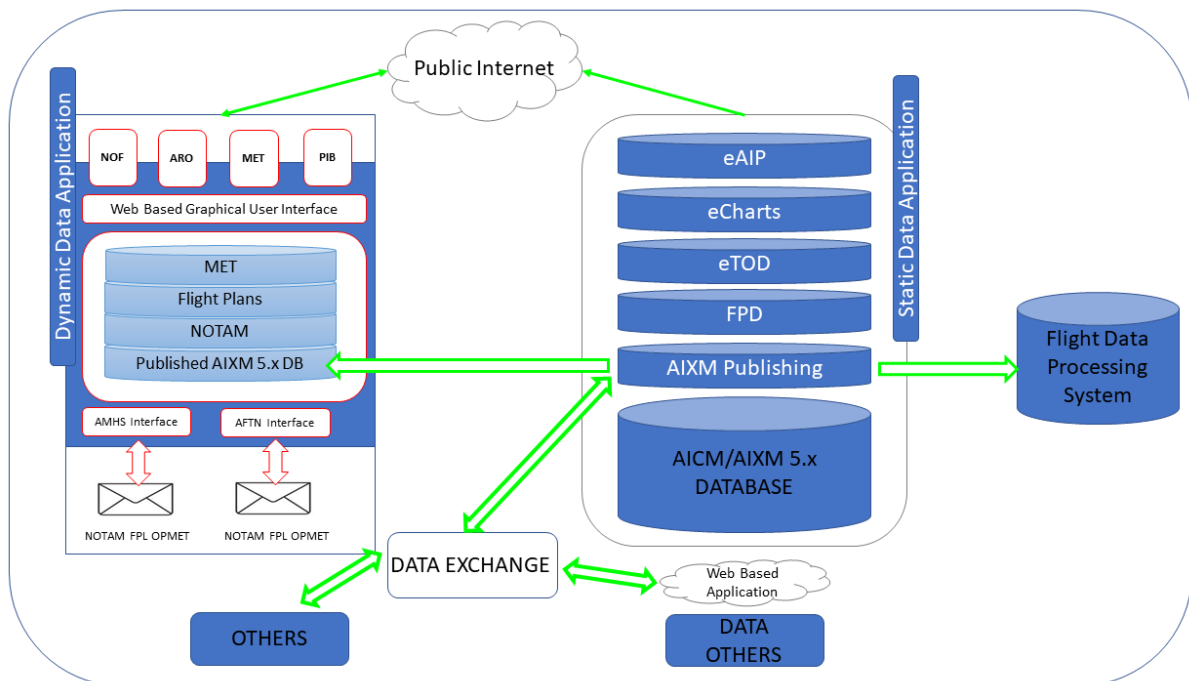 Public Internet
Dynamic Data Application
NOF
ARO
MET
PIB
Web Based Graphical User Interface
MET
Flight Plans
NOTAM
Published AIXM 5.x DB
AMHS Interface
AFTN Interface
NOTAM FPL OPMET
NOTAM FPL OPMET
eAIP
eCharts
eTOD
FPD
AIXM Publishing
AICM/AIXM 5.x
DATABASE
Static Data Application
Flight Data
Processing
System
DATA EXCHANGE
Web Based
Application
OTHERS
DATA
OTHERS